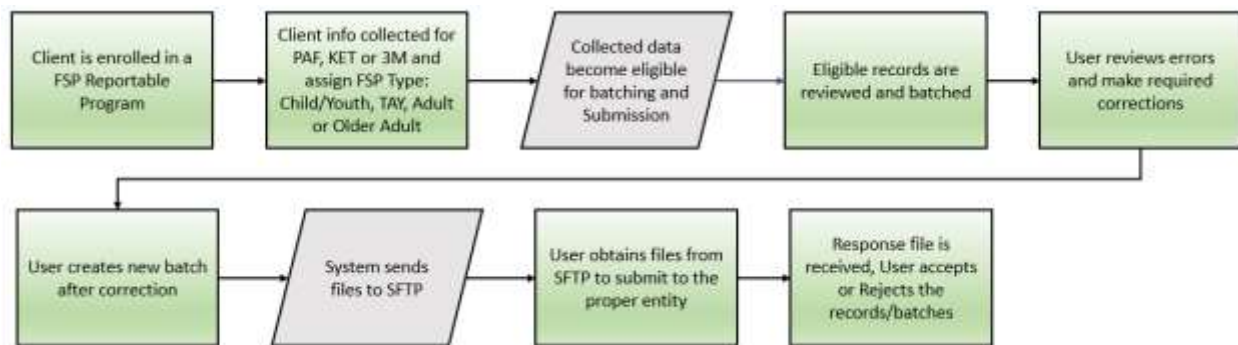 Client is enrolled in a
FSP Reportable
Program
Client info collected for
PAF, KET or 3M and
assign FSP Type:
Child/Youth, TAY, Adult
or Older Adult
Collected data
become eligible
for batching and
Submission
Eligible records are
reviewed and batched
User reviews errors
and make required
corrections
User creates new batch
after correction
System sends
files to SFTP
User obtains files from
SFTP to submit to the
proper entity
Response file is
received, User accepts
or Rejects the
records/batches